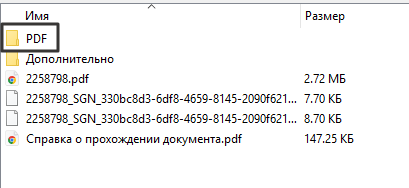 Имя Размер
PDF
Дополнительно
2258798.pdf 2.72 МБ
2258798_SGN_330bc8d3-6df8-4659-8145-2090f621... 7.70 КБ
2258798_SGN_330bc8d3-6df8-4659-8145-2090f621... 8.70 КБ
Справка о прохождении документа.pdf 147.25 КБ